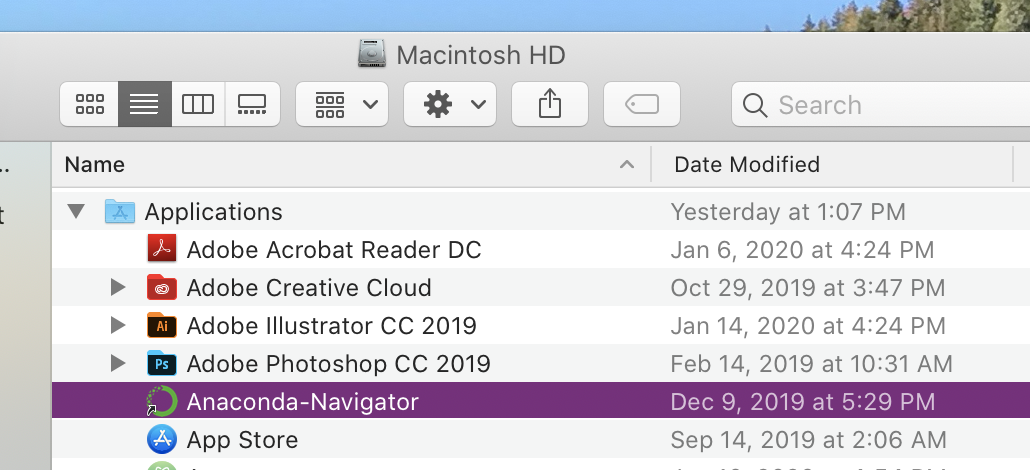 Macintosh HD
Search
Name Date Modified
Applications Yesterday at 1:07 PM
Adobe Acrobat Reader DC Jan 6, 2020 at 4:24 PM
Adobe Creative Cloud Oct 29, 2019 at 3:47 PM
Ai Adobe Illustrator CC 2019 Jan 14, 2020 at 4:24 PM
Ps Adobe Photoshop CC 2019 Feb 14, 2019 at 10:31 AM
Anaconda-Navigator Dec 9, 2019 at 5:29 PM
App Store Sep 14, 2019 at 2:06 AM